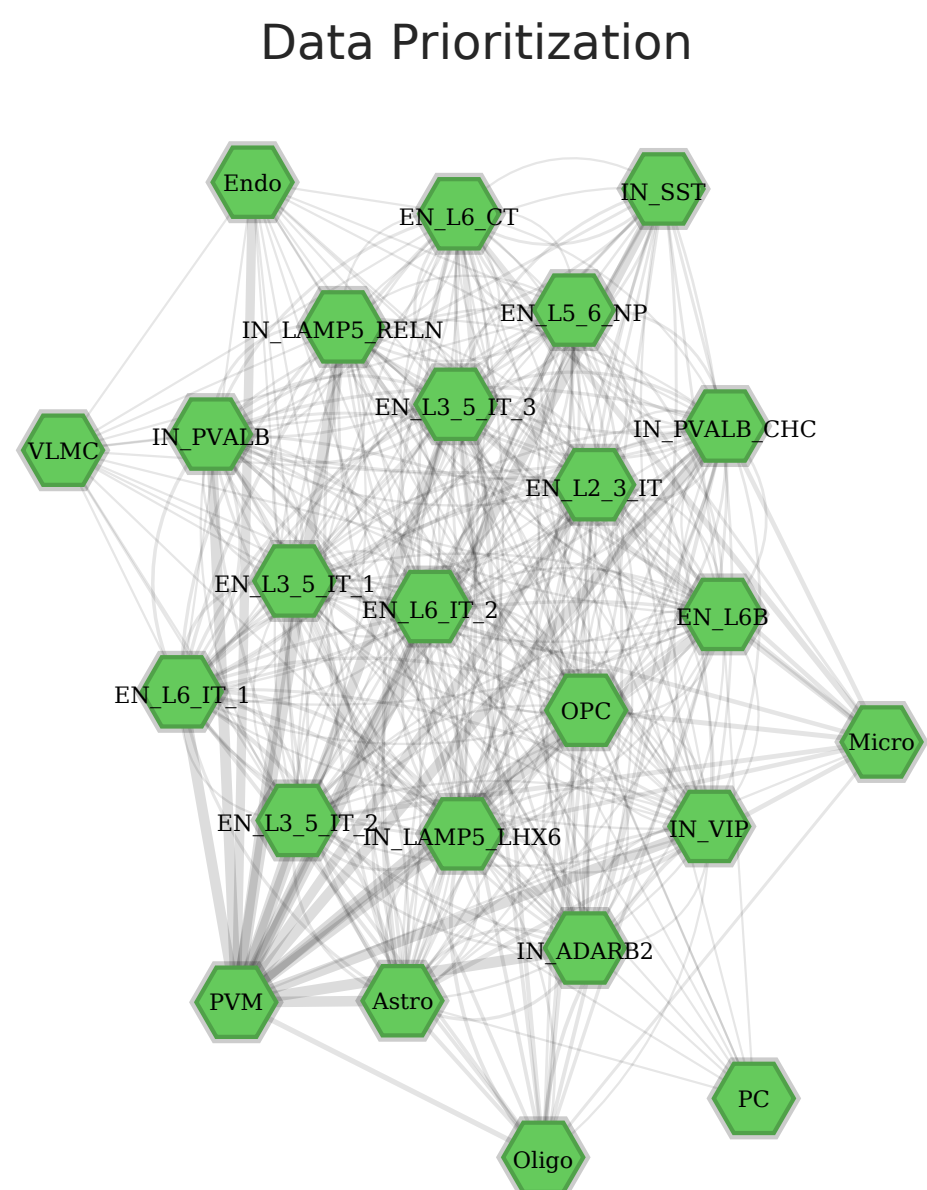 Data Prioritization
Endo
IN_SST
EN_L6_CT
EN_L5_6_NP
IN_LAMP5_RELN
EN_L3_5_IT_3
IN_PVALB_CHC
IN_PVALB
VLMC
EN_L2_3_IT
EN_L3_5_IT_1
EN_L6_IT_2
EN_L6B
EN_L6_IT_1
OPC
Micro
EN_L3_5_IT_2
IN_LAMP5_LHX6
IN_VIP
IN_ADARB2
PVM
Astro
PC
Oligo